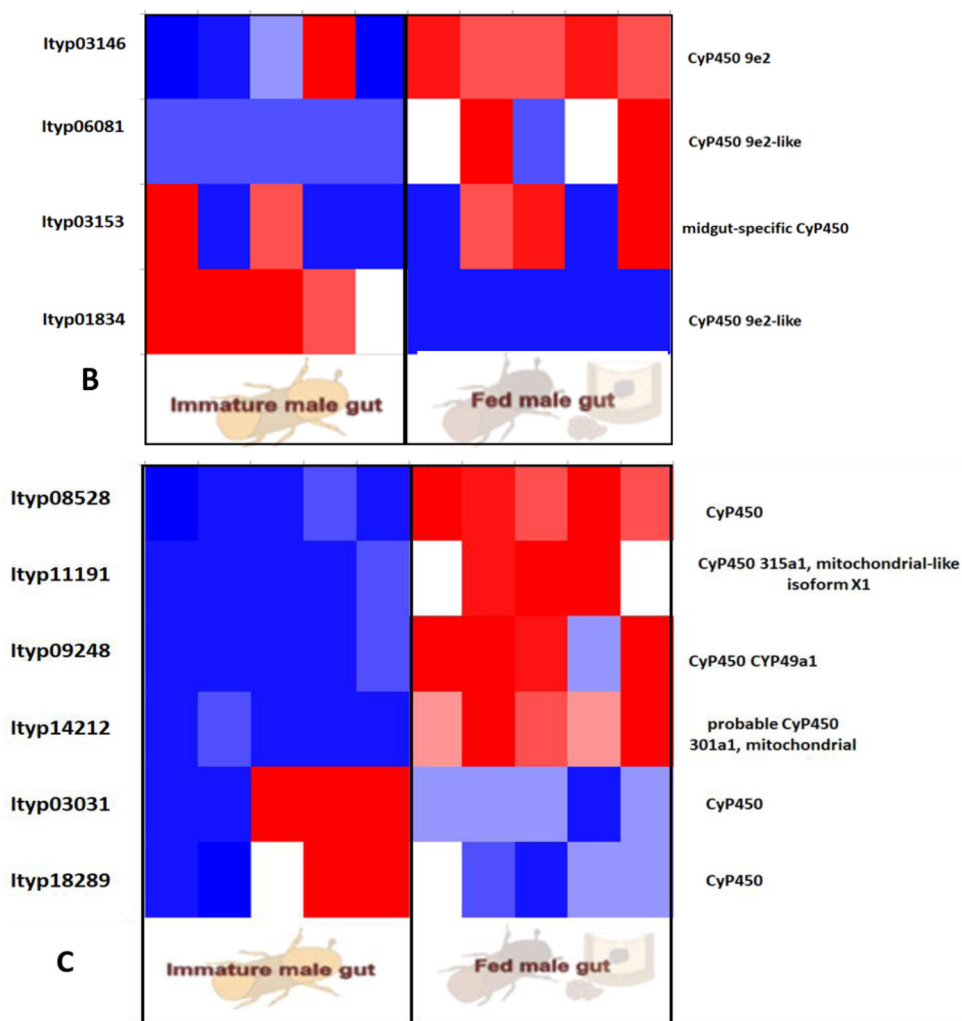 Ityp03146
CyP450 9e2
Ityp06081
CyP450 9e2-like
Ityp03153
midgut-specific CyP450
Ityp01834
CyP450 9e2-like
B
Immature male gut
Fed male gut
Ityp08528
CyP450
Ityp11191
CyP450 315a1, mitochondrial-like
isoform X1
Ityp09248
CyP450 CYP49a1
Ityp14212
probable CyP450
301a1, mitochondrial
Ityp03031
CyP450
Ityp18289
CyP450
C
Immature male gut
Fed male gut